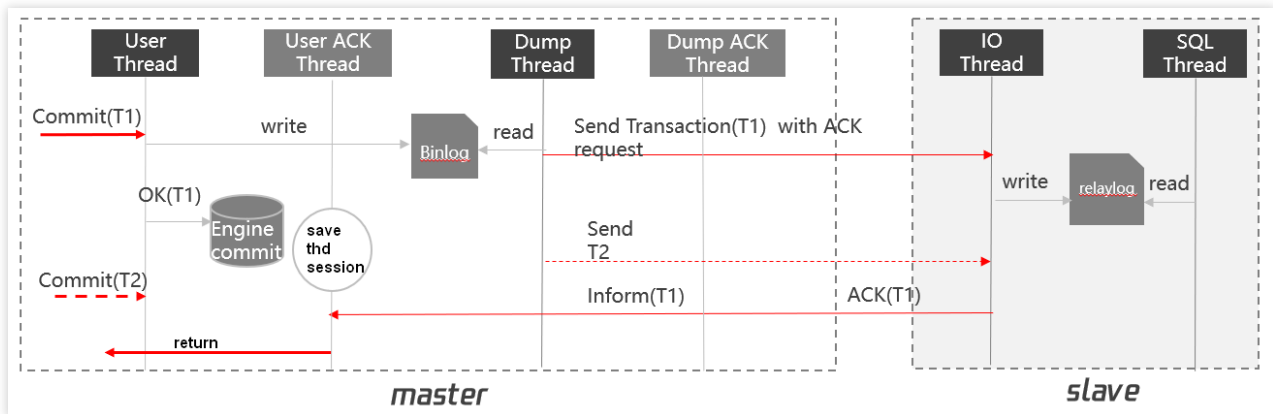 User
Thread
User ACK
Thread
Dump
Thread
Dump ACK
Thread
IO
Thread
SQL
Thread
Commit(T1)
write
Binlog
read
Send Transaction(T1) with ACK
request
write
relaylog
read
OK(T1)
Engine
commit
save
thd
session
Send
T2
Commit(T2)
Inform(T1)
ACK(T1)
return
master
slave